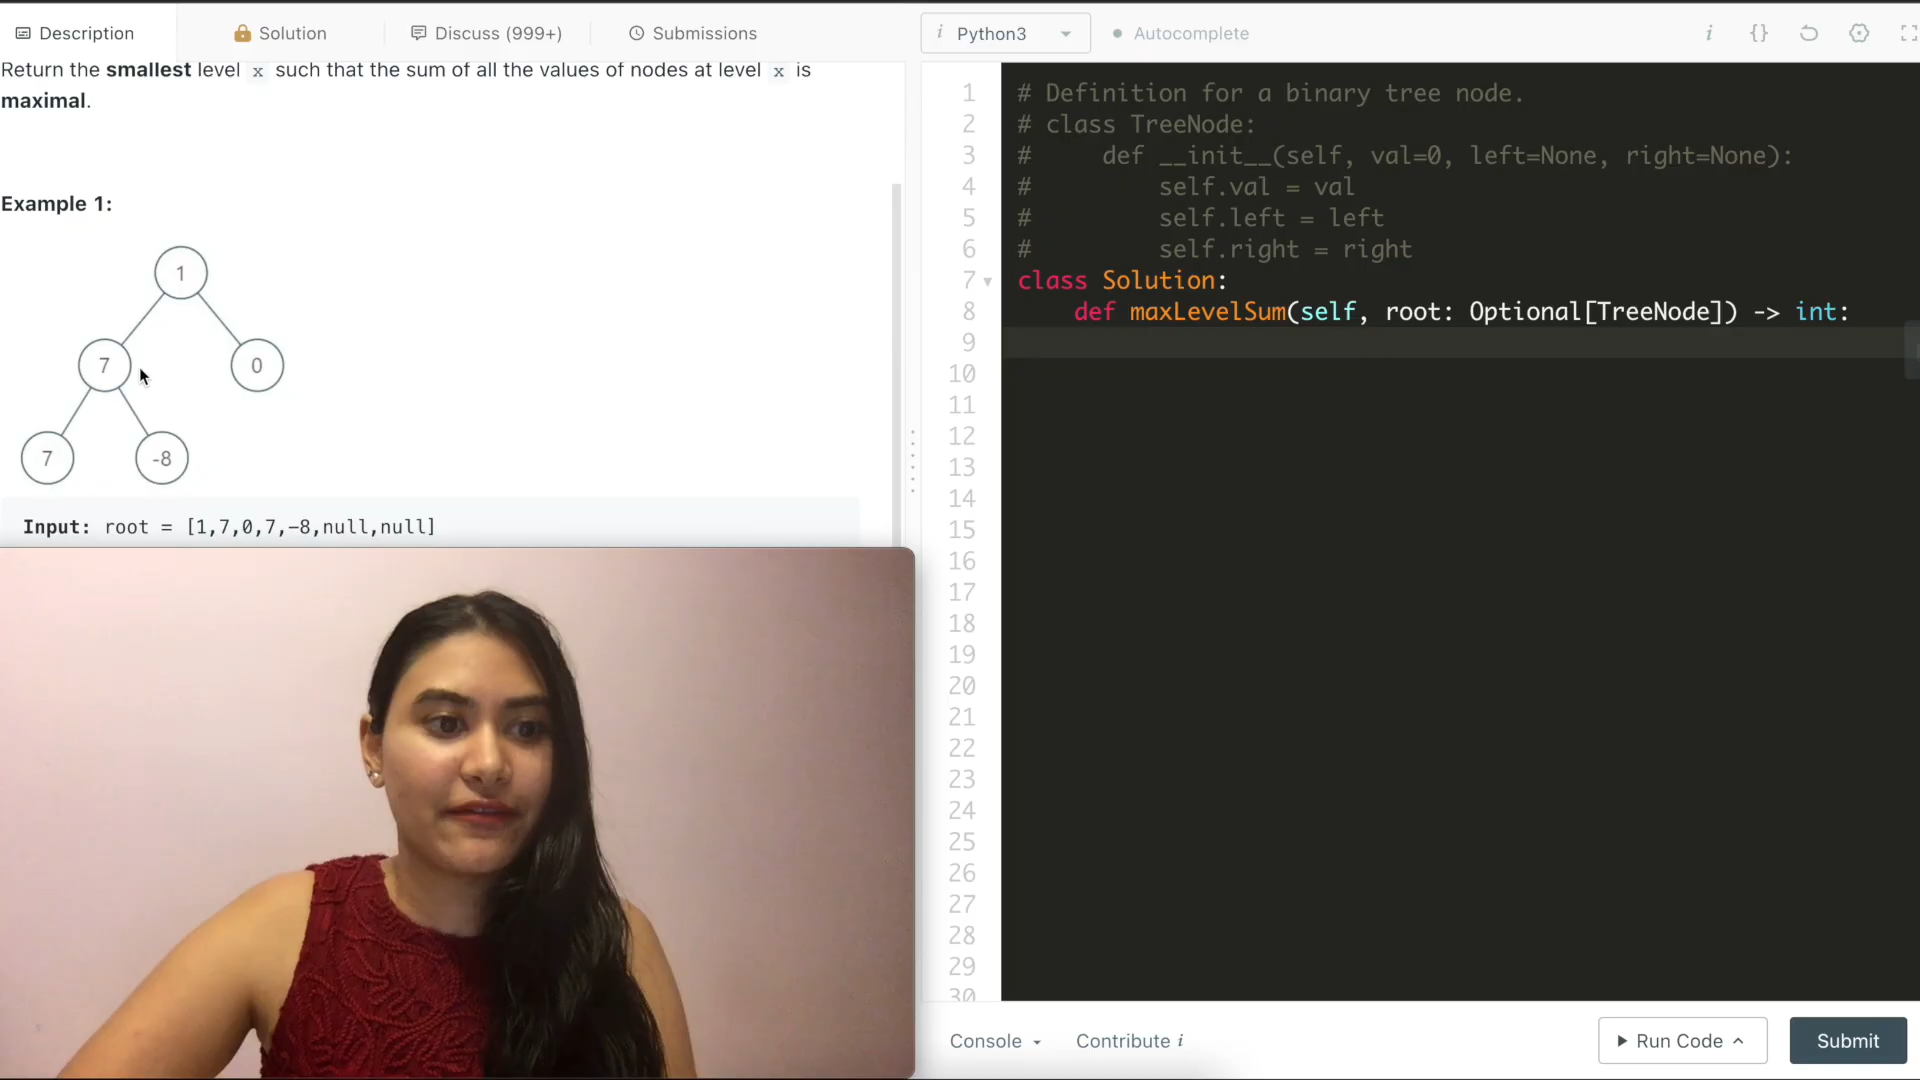 Description
Solution
Discuss (999+)
Submissions
Return the smallest level x such that the sum of all the values of nodes at level x is
maximal.
Example 1:
1
7 0
7 -8
Input: root = [1,7,0,7,-8,null,null]
i Python3
Autocomplete
i {}
1 # Definition for a binary tree node.
2 # class TreeNode:
3 #     def __init__(self, val=0, left=None, right=None):
4 #         self.val = val
5 #         self.left = left
6 #         self.right = right
7 class Solution:
8     def maxLevelSum(self, root: Optional[TreeNode]) -> int:
9
10
11
12
13
14
15
16
17
18
19
20
21
22
23
24
25
26
27
28
29
30
Console
Contribute i
Run Code
Submit